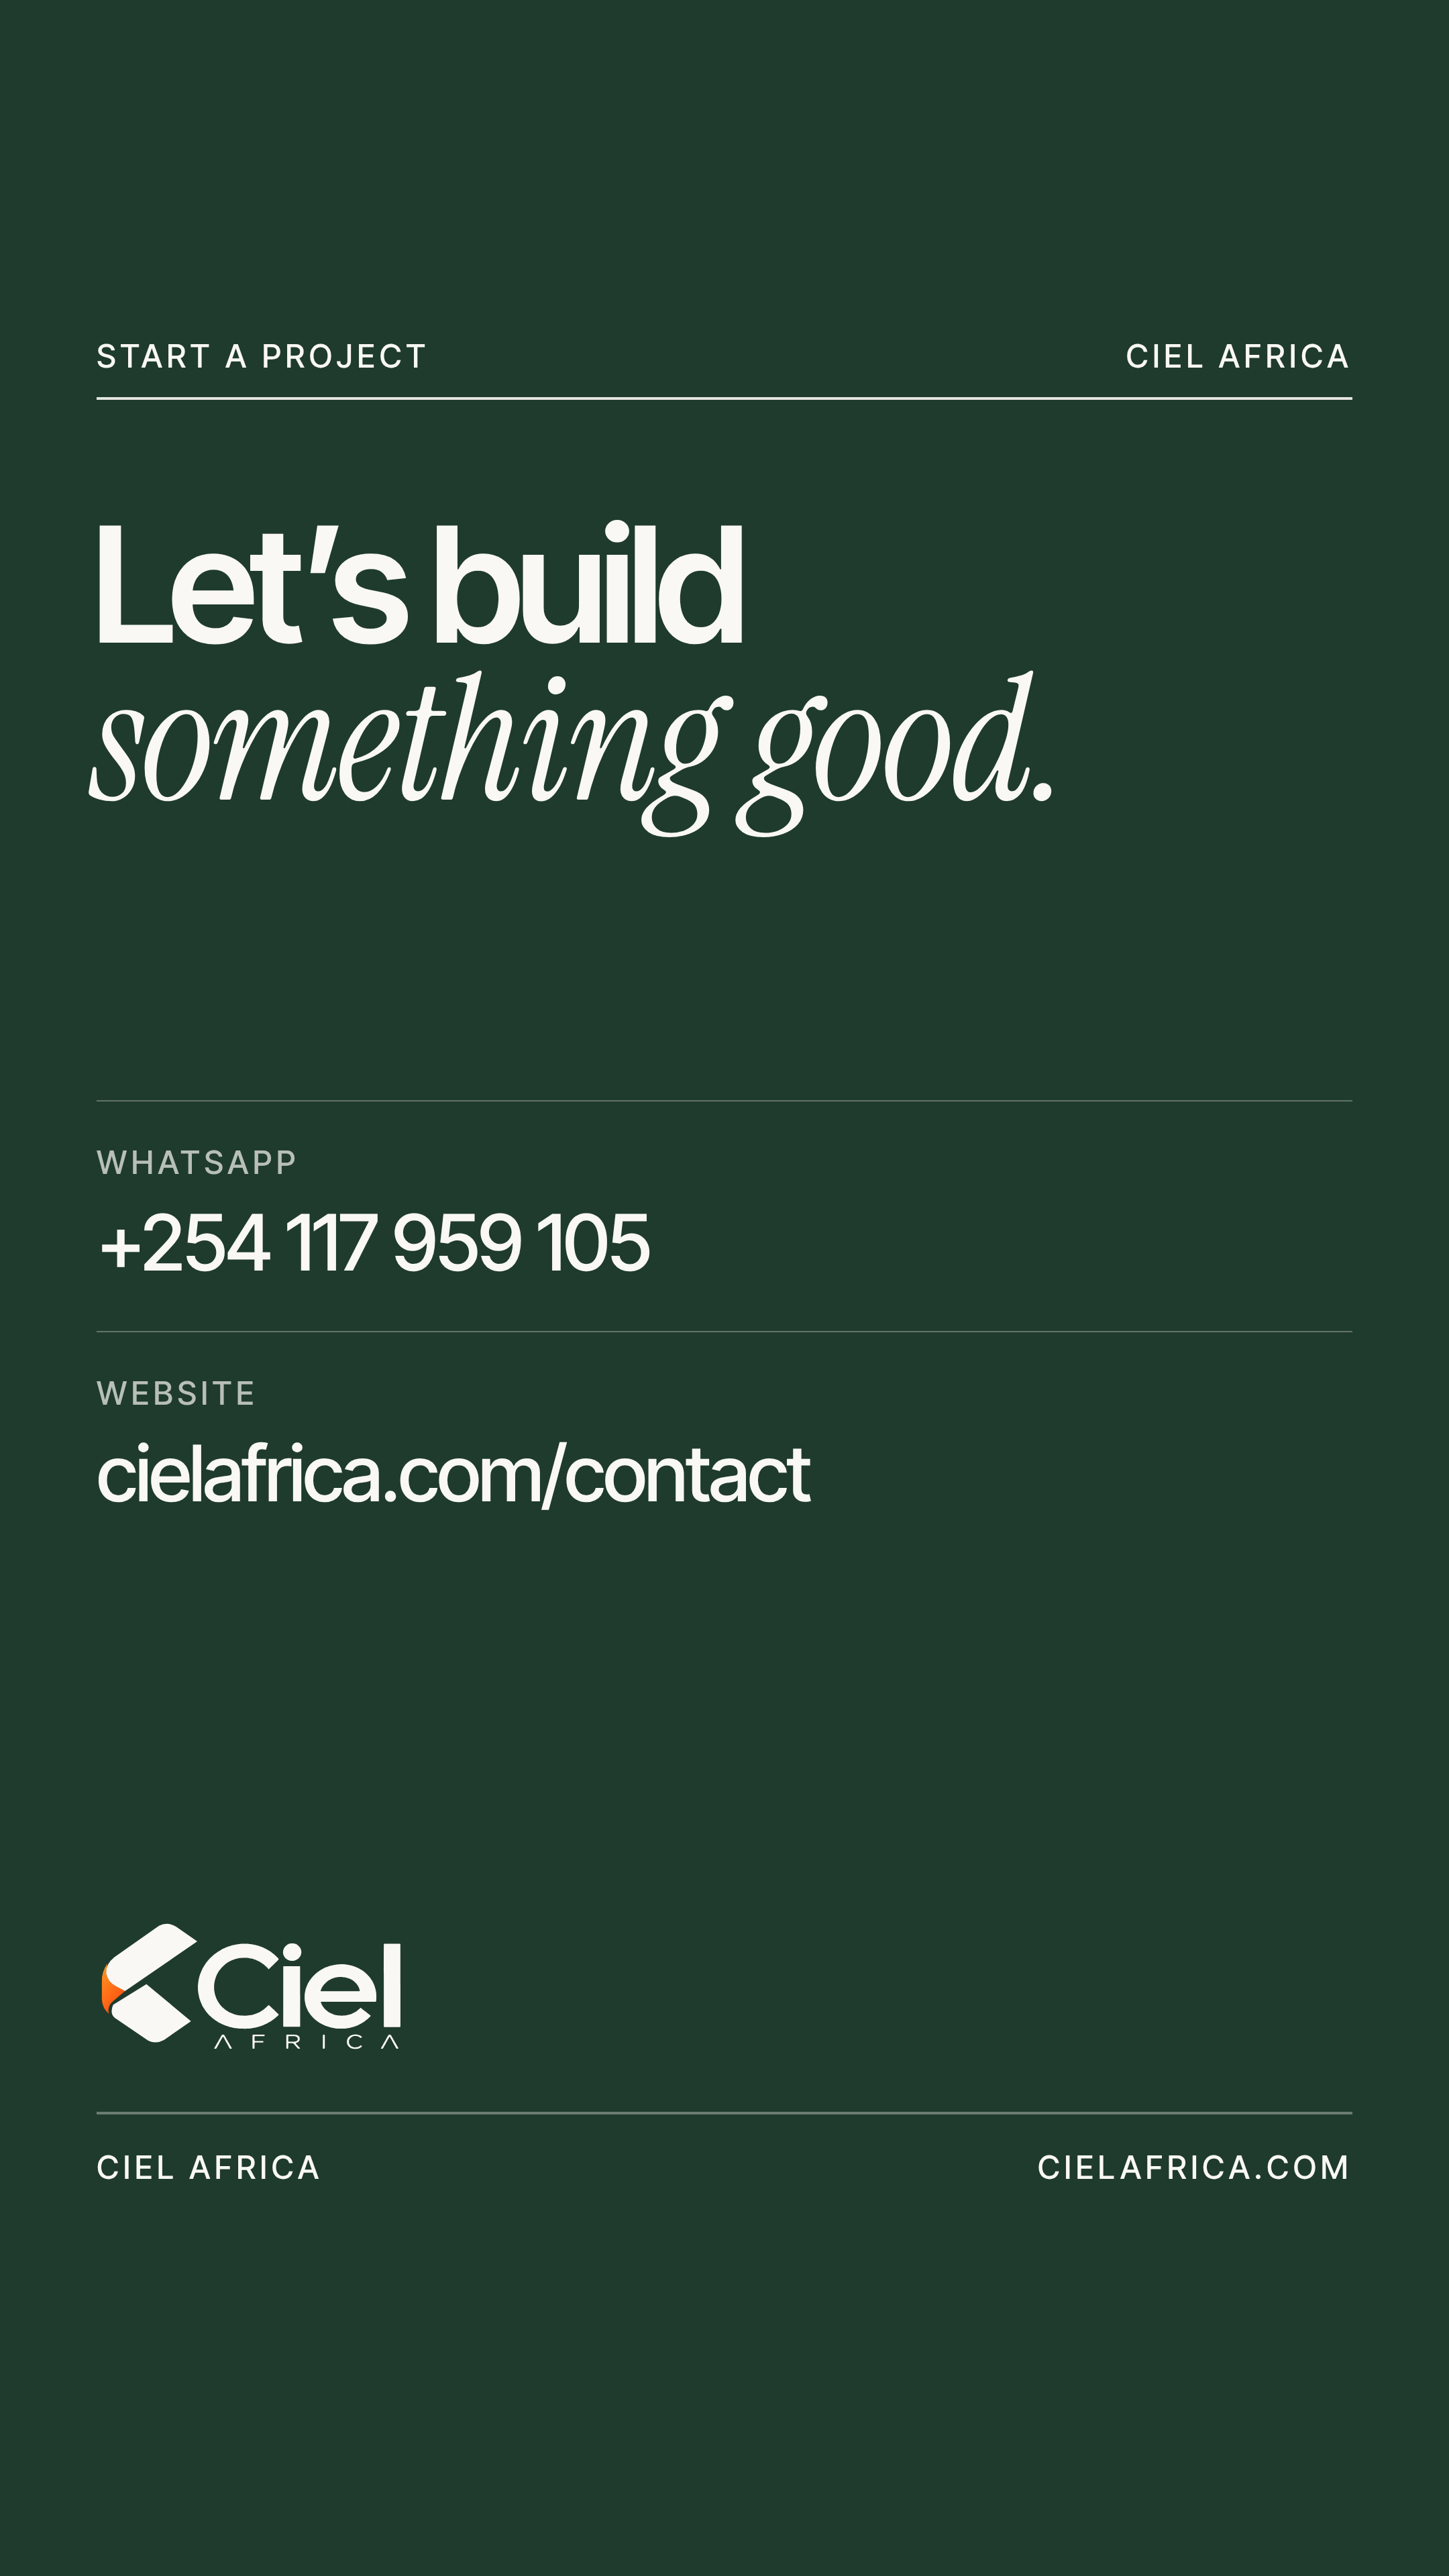 START A PROJECT
CIEL AFRICA
Let’s build
something good.
WHATSAPP
+254 117 959 105
WEBSITE
cielafrica.com/contact
Ciel
AFRICA
CIEL AFRICA
CIELAFRICA.COM